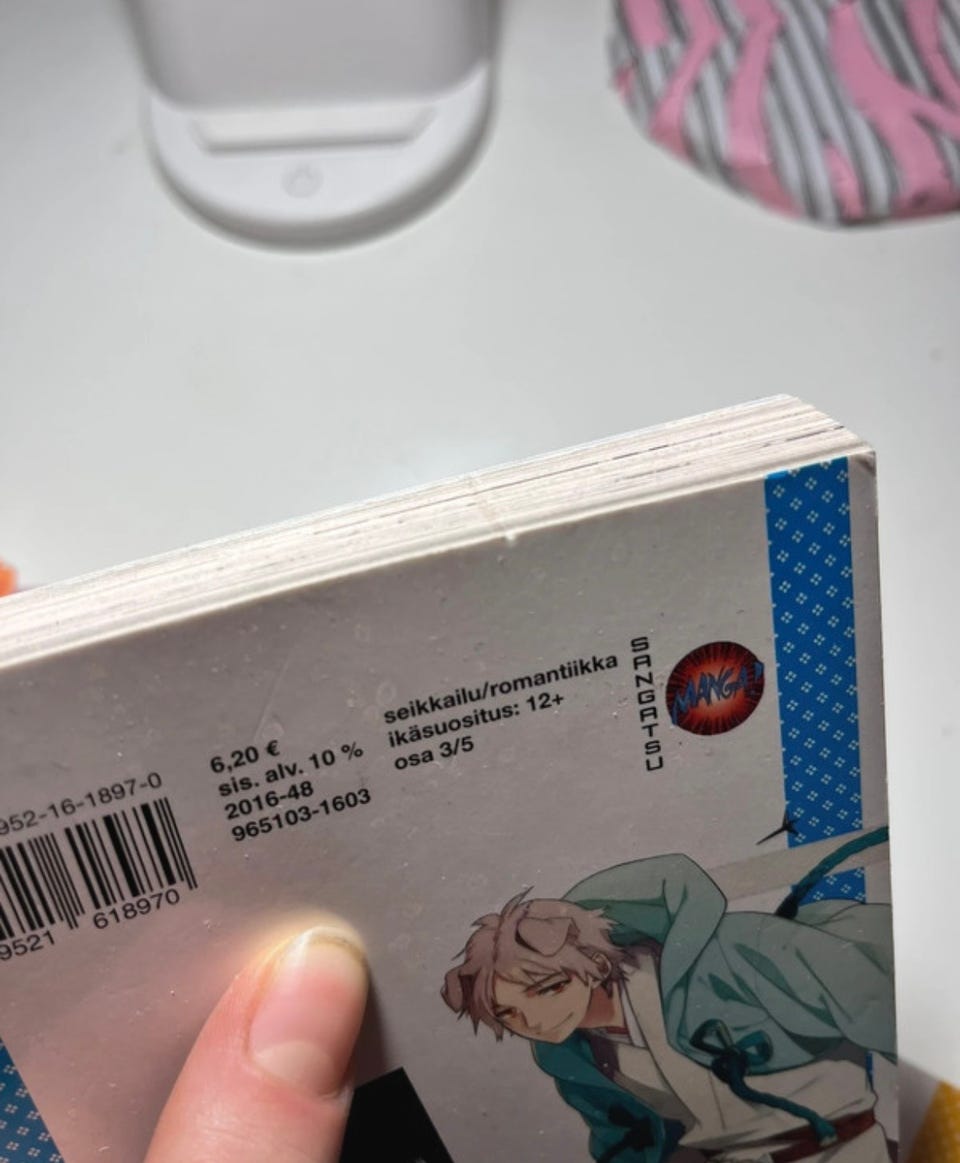 952-16-1897-0
9521 618970
6,20 €
sis. alv. 10 %
2016-48
965103-1603
seikkailu/romantiikka
ikäsuositus: 12+
osa 3/5
SANGATSU
MANGA!